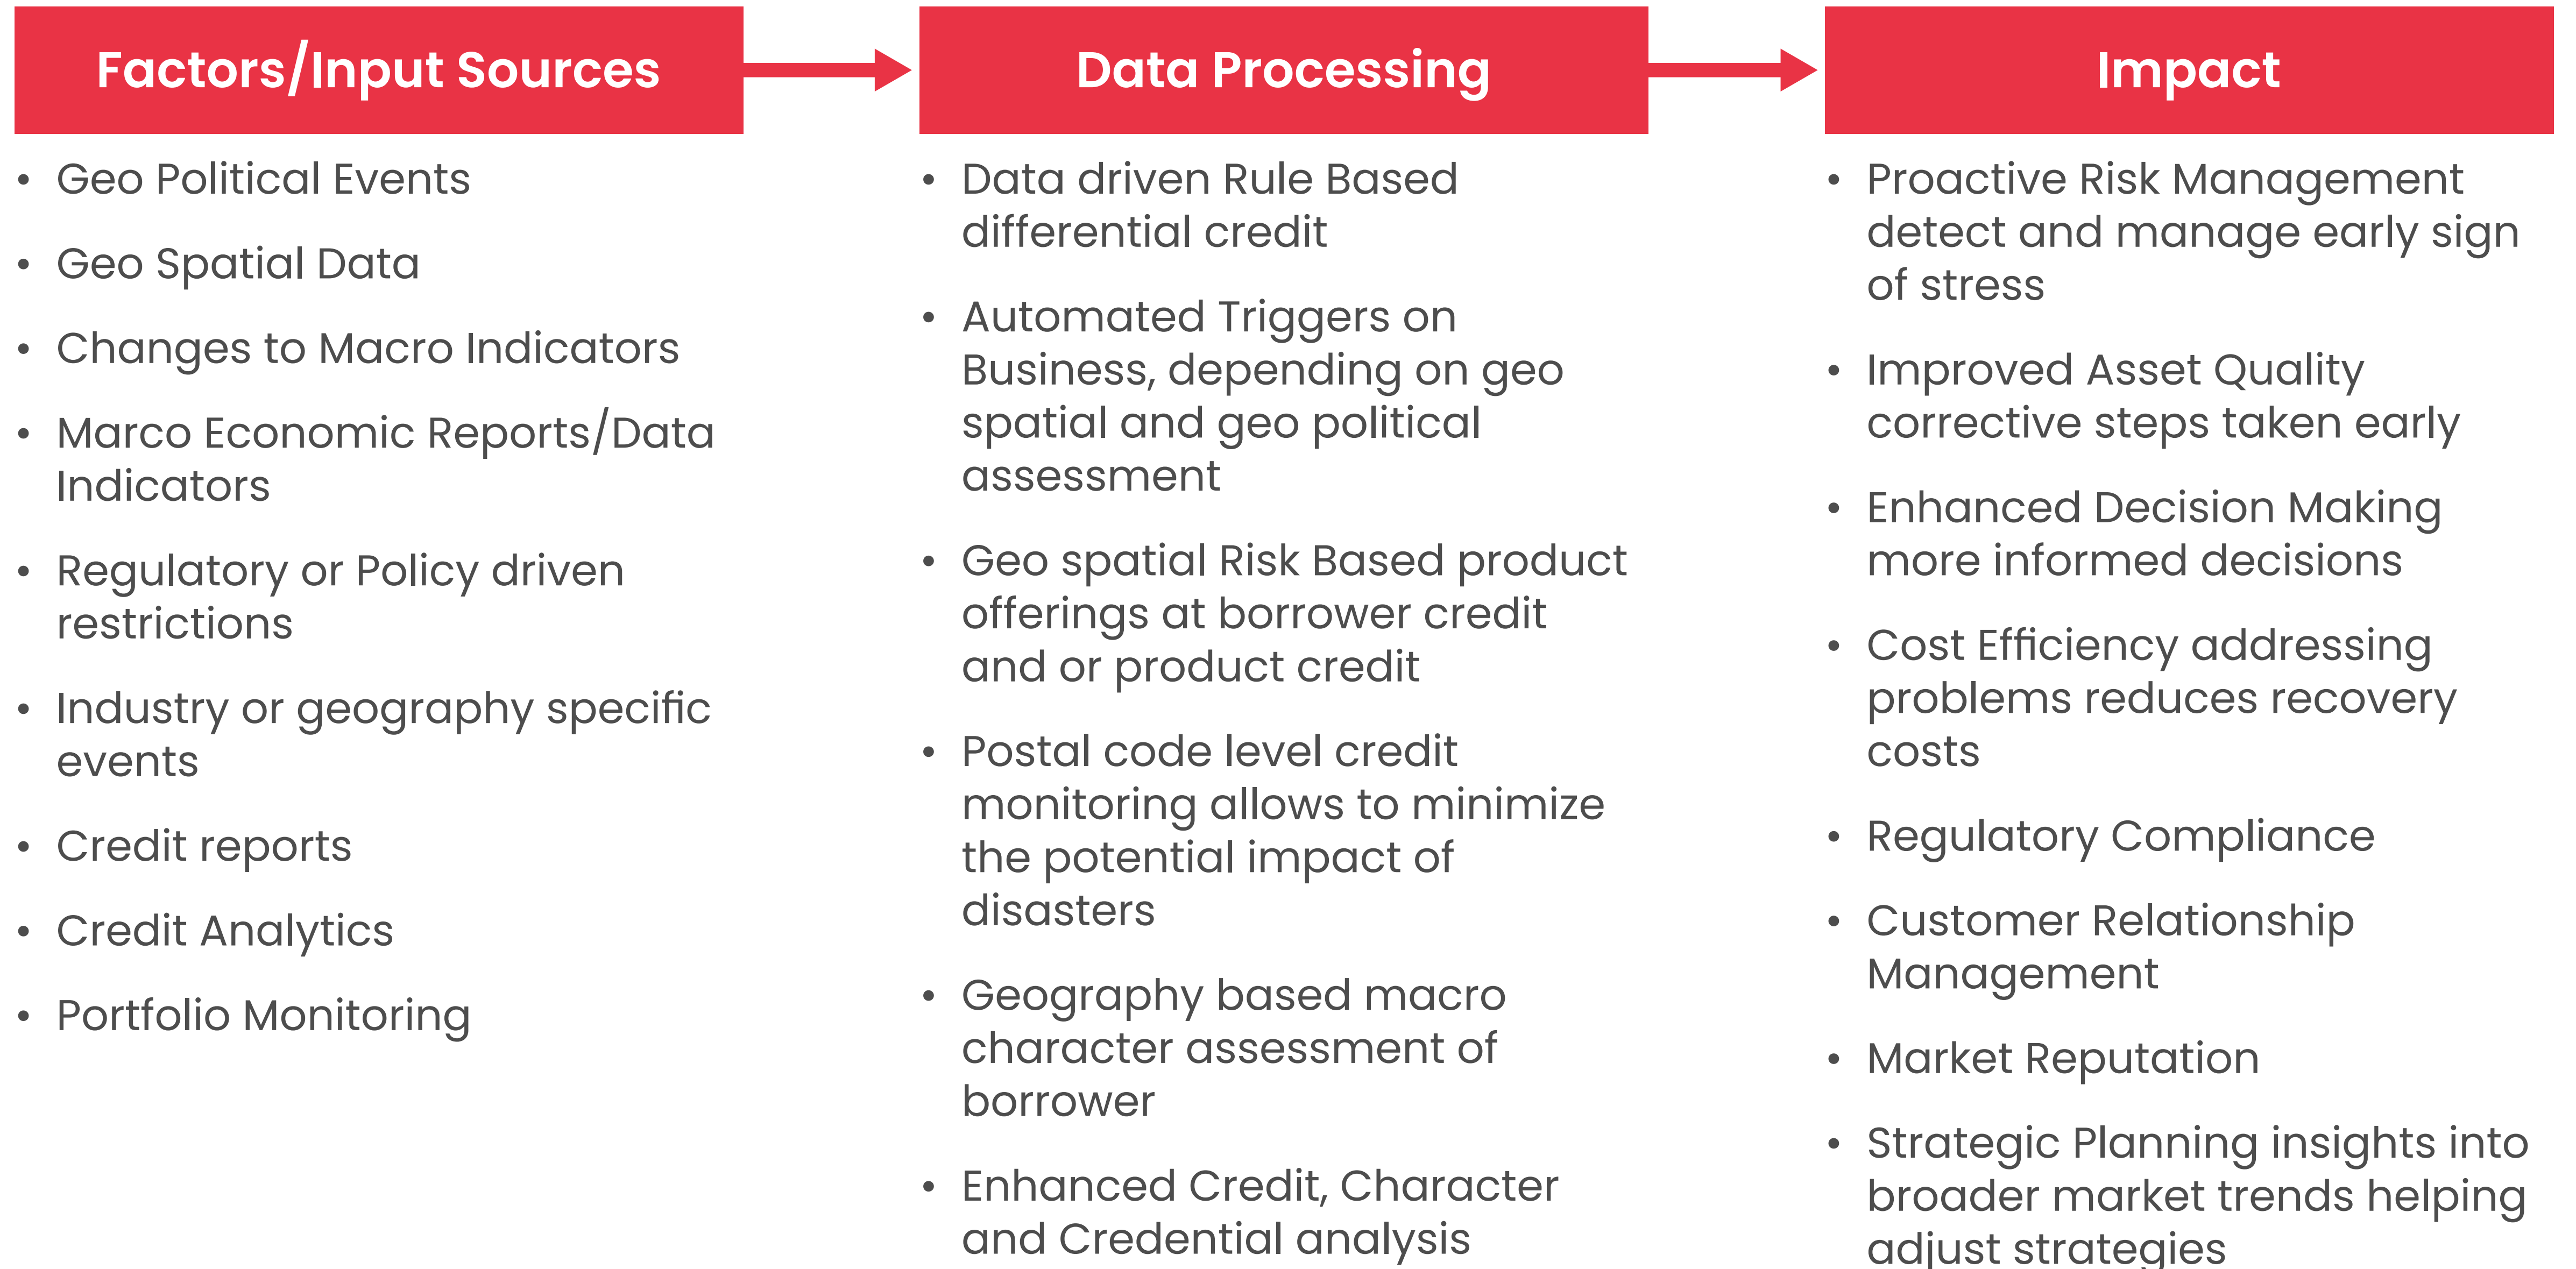 Factors/Input Sources
• Geo Political Events
• Geo Spatial Data
• Changes to Macro Indicators
• Marco Economic Reports/Data
Indicators
• Regulatory or Policy driven
restrictions
• Industry or geography specific
events
• Credit reports
• Credit Analytics
• Portfolio Monitoring
Data Processing
• Data driven Rule Based
differential credit
• Automated Triggers on
Business, depending on geo
spatial and geo political
assessment
• Geo spatial Risk Based product
offerings at borrower credit
and or product credit
• Postal code level credit
monitoring allows to minimize
the potential impact of
disasters
• Geography based macro
character assessment of
borrower
• Enhanced Credit, Character
and Credential analysis
Impact
• Proactive Risk Management
detect and manage early sign
of stress
• Improved Asset Quality
corrective steps taken early
• Enhanced Decision Making
more informed decisions
• Cost Efficiency addressing
problems reduces recovery
costs
• Regulatory Compliance
• Customer Relationship
Management
• Market Reputation
• Strategic Planning insights into
broader market trends helping
adjust strategies